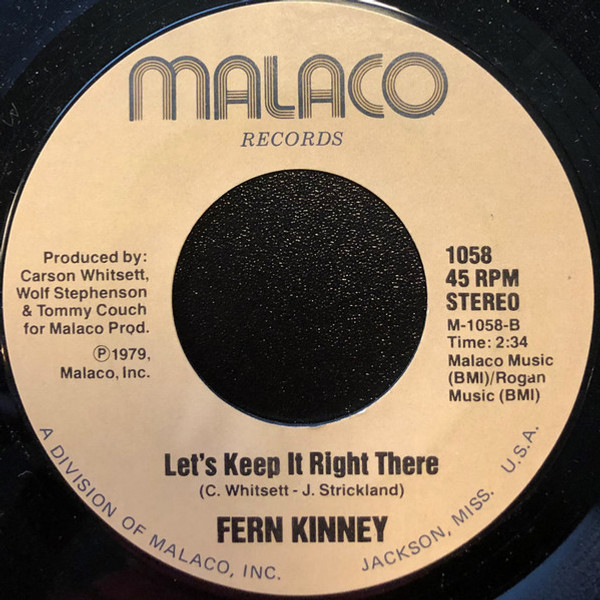 MALACO
RECORDS
Produced by:
Carson Whitsett,
Wolf Stephenson
& Tommy Couch
for Malaco Prod.
Ⓟ1979,
Malaco, Inc.
1058
45 RPM
STEREO
M-1058-B
Time: 2:34
Malaco Music
(BMI)/Rogan
Music (BMI)
Let's Keep It Right There
(C. Whitsett - J. Strickland)
FERN KINNEY
A DIVISION OF MALACO, INC.
JACKSON, MISS. U.S.A.